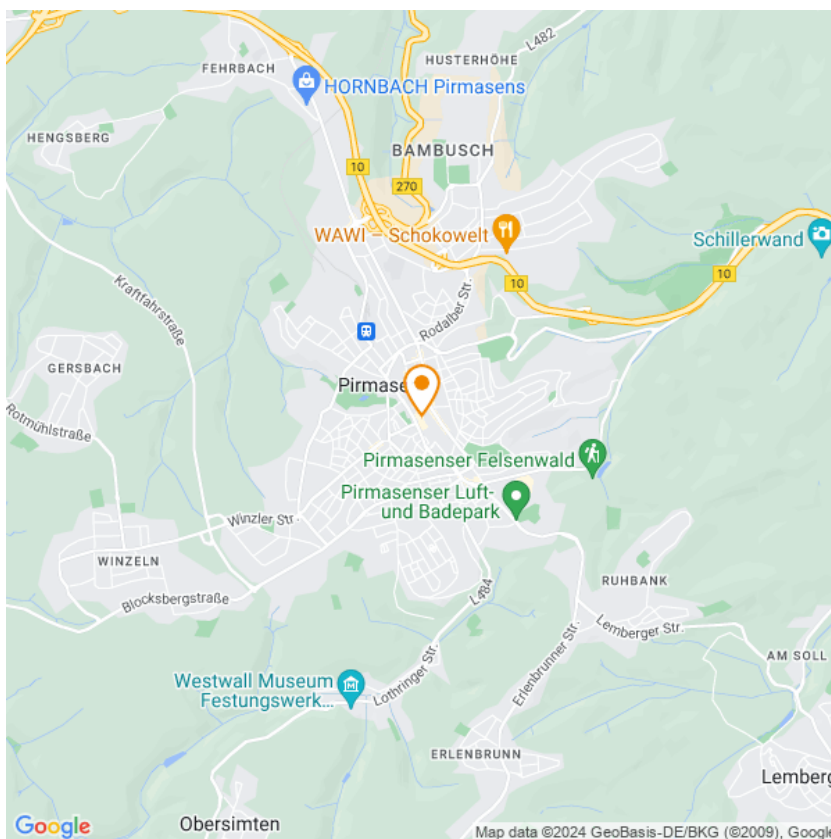 L482
FEHRBACH
HUSTERHÖHE
HORNBACH Pirmasens
HENGSBERG
BAMBUSCH
10
270
WAWI – Schokowelt
Schillerwand
10
10
Kraftfahrstraße
Rodalber Str.
GERSBACH
Rotmühlstraße
Pirmase
Pirmasenser Felsenwald
Pirmasenser Luft-
und Badepark
Winzler Str.
WINZELN
Blocksbergstraße
L484
RUHBANK
Lemberger Str.
Erlenbrunner Str.
AM SOLL
Westwall Museum
Festungswerk...
Lothringer Str.
ERLENBRUNN
Lemberg
Obersimten
Google
Map data ©2024 GeoBasis-DE/BKG (©2009), Google